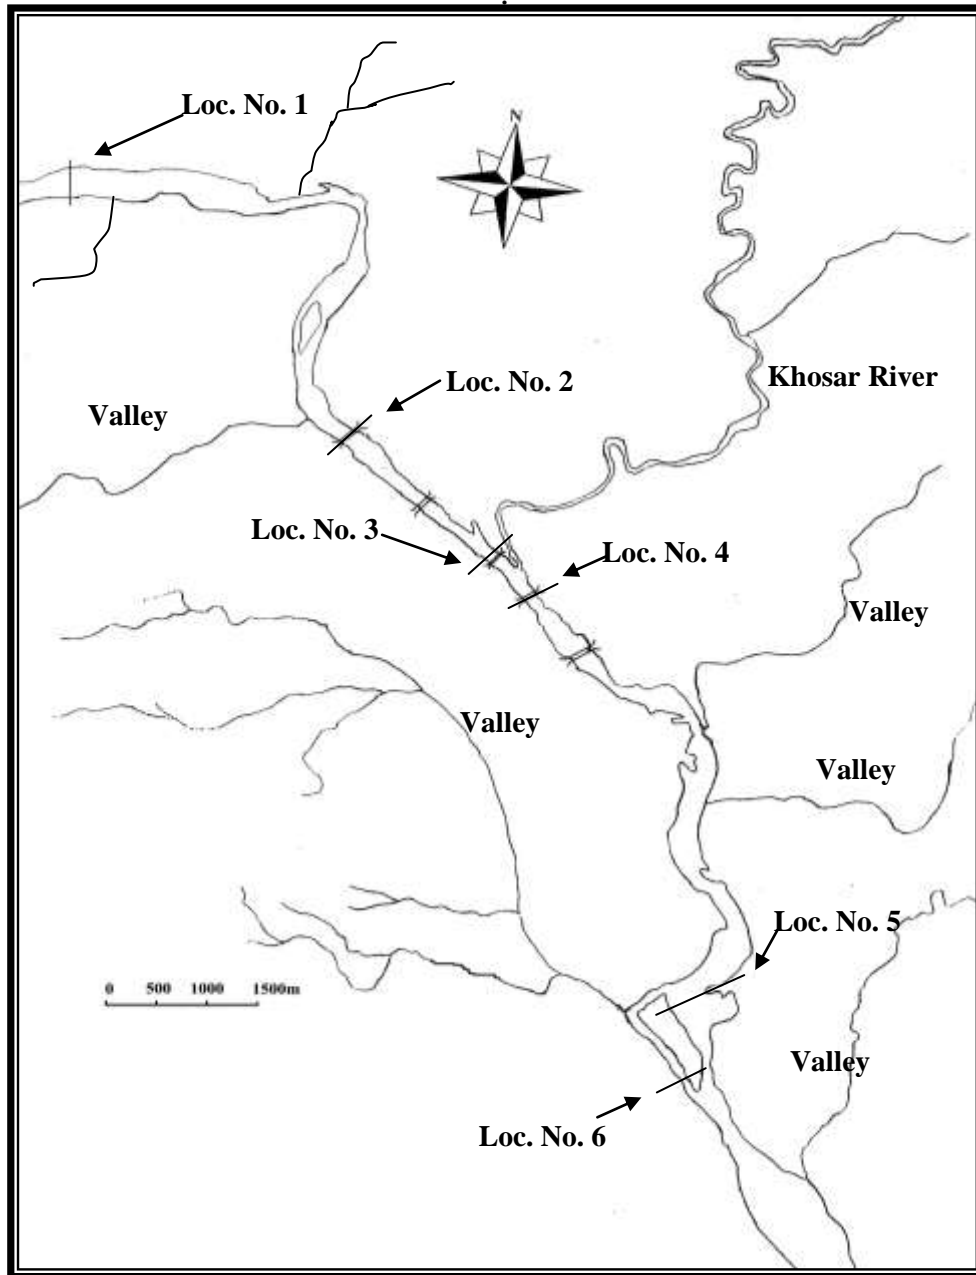 Loc. No. 1
N
Loc. No. 2
Khosar River
Valley
Loc. No. 3
Loc. No. 4
Valley
Valley
Valley
Loc. No. 5
0 500 1000 1500m
Valley
Loc. No. 6